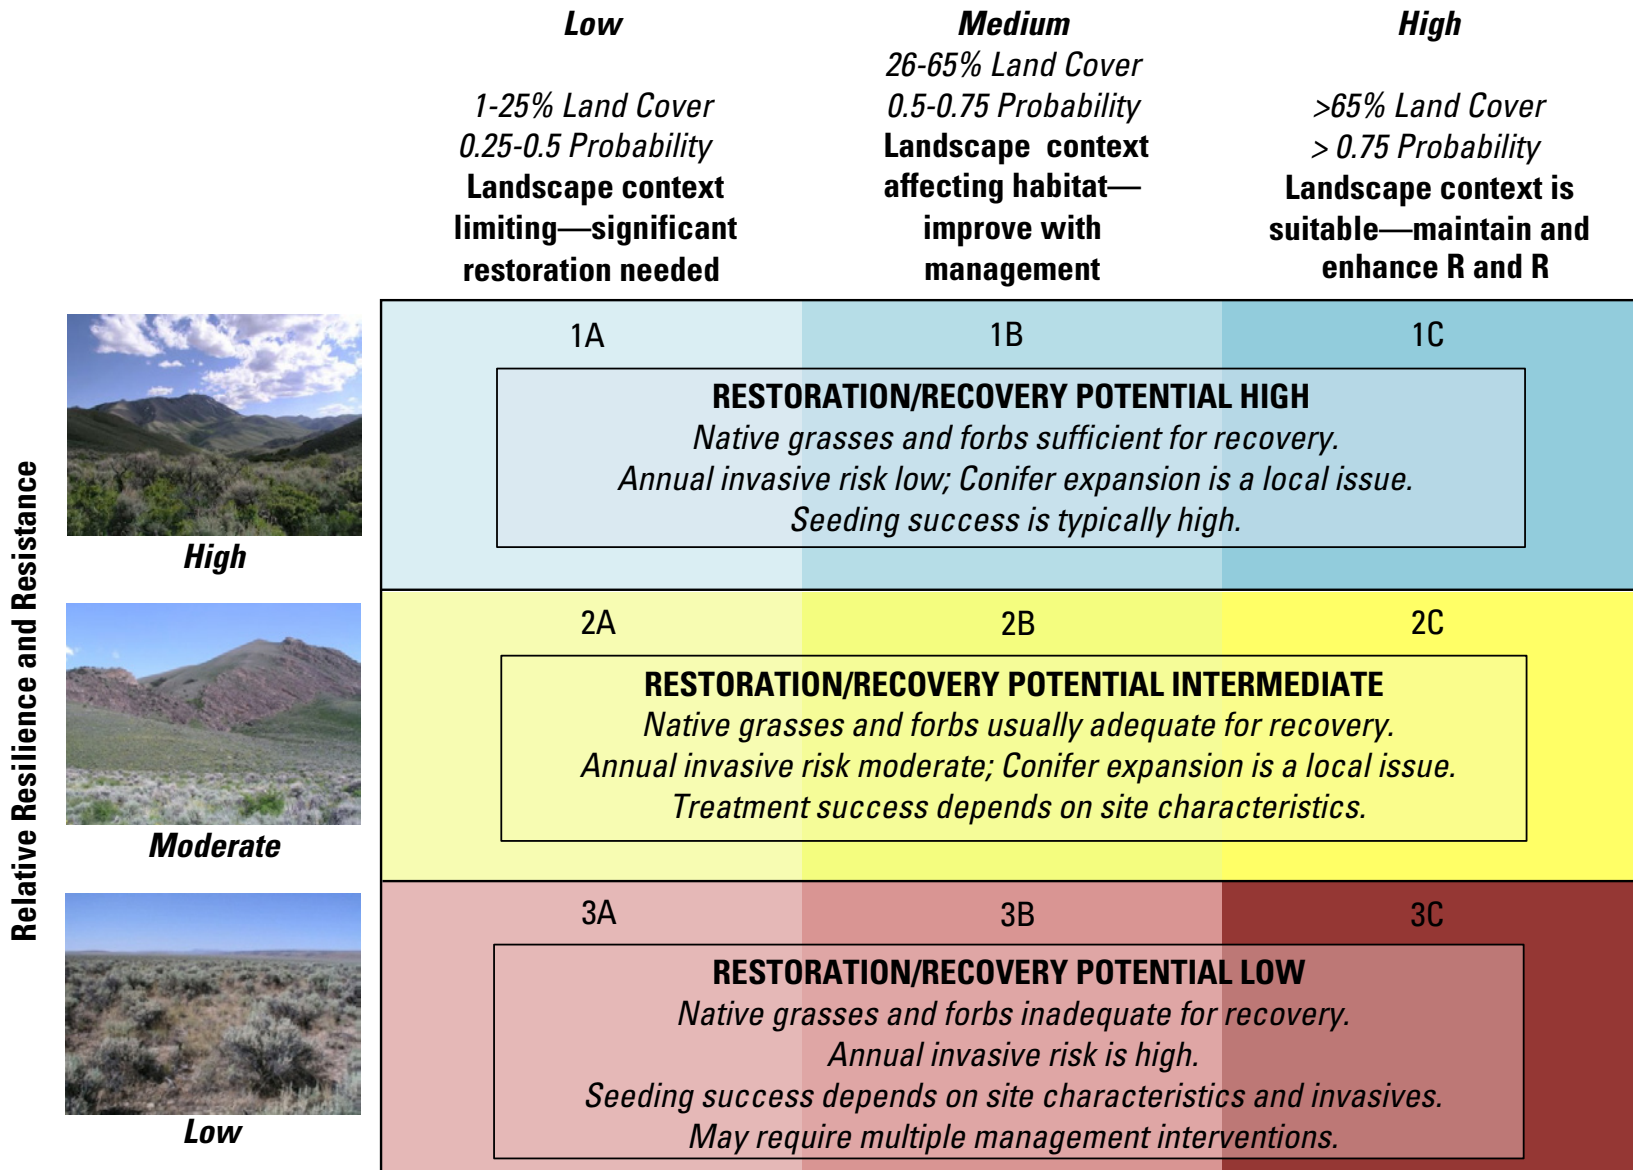 Low
1-25% Land Cover
0.25-0.5 Probability
Landscape context
limiting—significant
restoration needed
Medium
26-65% Land Cover
0.5-0.75 Probability
Landscape context
affecting habitat—
improve with
management
High
>65% Land Cover
> 0.75 Probability
Landscape context is
suitable—maintain and
enhance R and R
Relative Resilience and Resistance
High
1A
1B
1C
RESTORATION/RECOVERY POTENTIAL HIGH
Native grasses and forbs sufficient for recovery.
Annual invasive risk low; Conifer expansion is a local issue.
Seeding success is typically high.
Moderate
2A
2B
2C
RESTORATION/RECOVERY POTENTIAL INTERMEDIATE
Native grasses and forbs usually adequate for recovery.
Annual invasive risk moderate; Conifer expansion is a local issue.
Treatment success depends on site characteristics.
Low
3A
3B
3C
RESTORATION/RECOVERY POTENTIAL LOW
Native grasses and forbs inadequate for recovery.
Annual invasive risk is high.
Seeding success depends on site characteristics and invasives.
May require multiple management interventions.